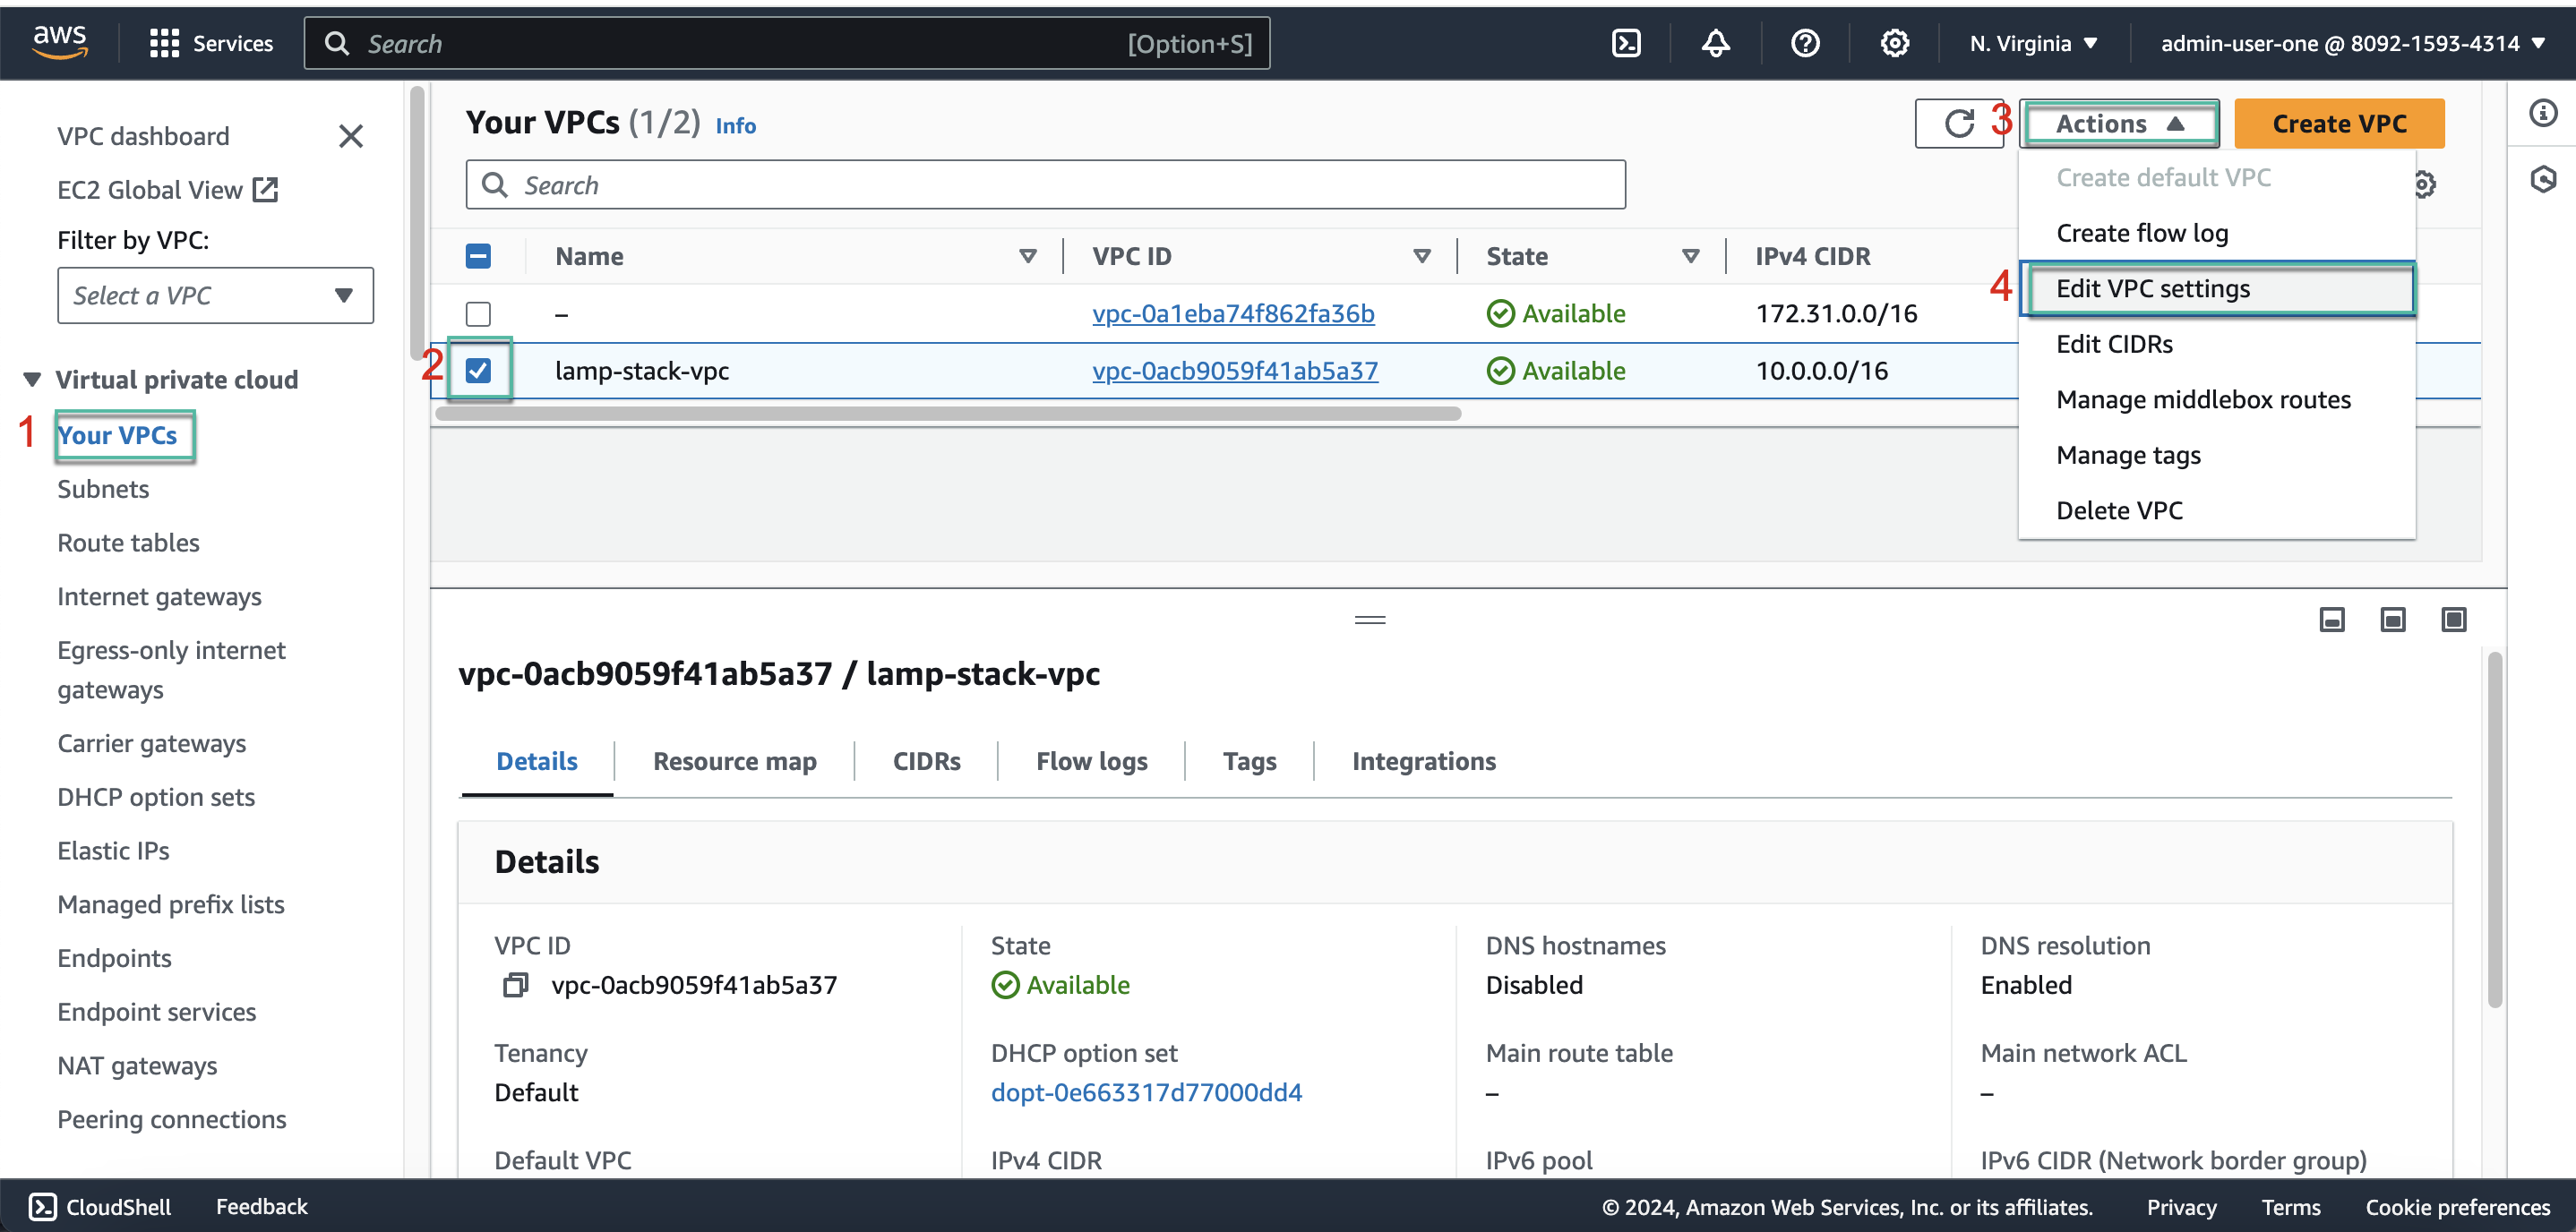 aws
Services
Search
[Option+S]
N. Virginia
admin-user-one @ 8092-1593-4314
VPC dashboard
EC2 Global View
Filter by VPC:
Select a VPC
Virtual private cloud
1
Your VPCs
Subnets
Route tables
Internet gateways
Egress-only internet
gateways
Carrier gateways
DHCP option sets
Elastic IPs
Managed prefix lists
Endpoints
Endpoint services
NAT gateways
Peering connections
Your VPCs (1/2) Info
3
Actions
Create VPC
Search
Create default VPC
Create flow log
4
Edit VPC settings
Edit CIDRs
Manage middlebox routes
Manage tags
Delete VPC
Name VPC ID State IPv4 CIDR
– vpc-0a1eba74f862fa36b Available 172.31.0.0/16
2
lamp-stack-vpc vpc-0acb9059f41ab5a37 Available 10.0.0.0/16
vpc-0acb9059f41ab5a37 / lamp-stack-vpc
Details Resource map CIDRs Flow logs Tags Integrations
Details
VPC ID
vpc-0acb9059f41ab5a37
State
Available
DNS hostnames
Disabled
DNS resolution
Enabled
Tenancy
Default
DHCP option set
dopt-0e663317d77000dd4
Main route table
–
Main network ACL
–
Default VPC
IPv4 CIDR
IPv6 pool
IPv6 CIDR (Network border group)
CloudShell
Feedback
© 2024, Amazon Web Services, Inc. or its affiliates.
Privacy
Terms
Cookie preferences